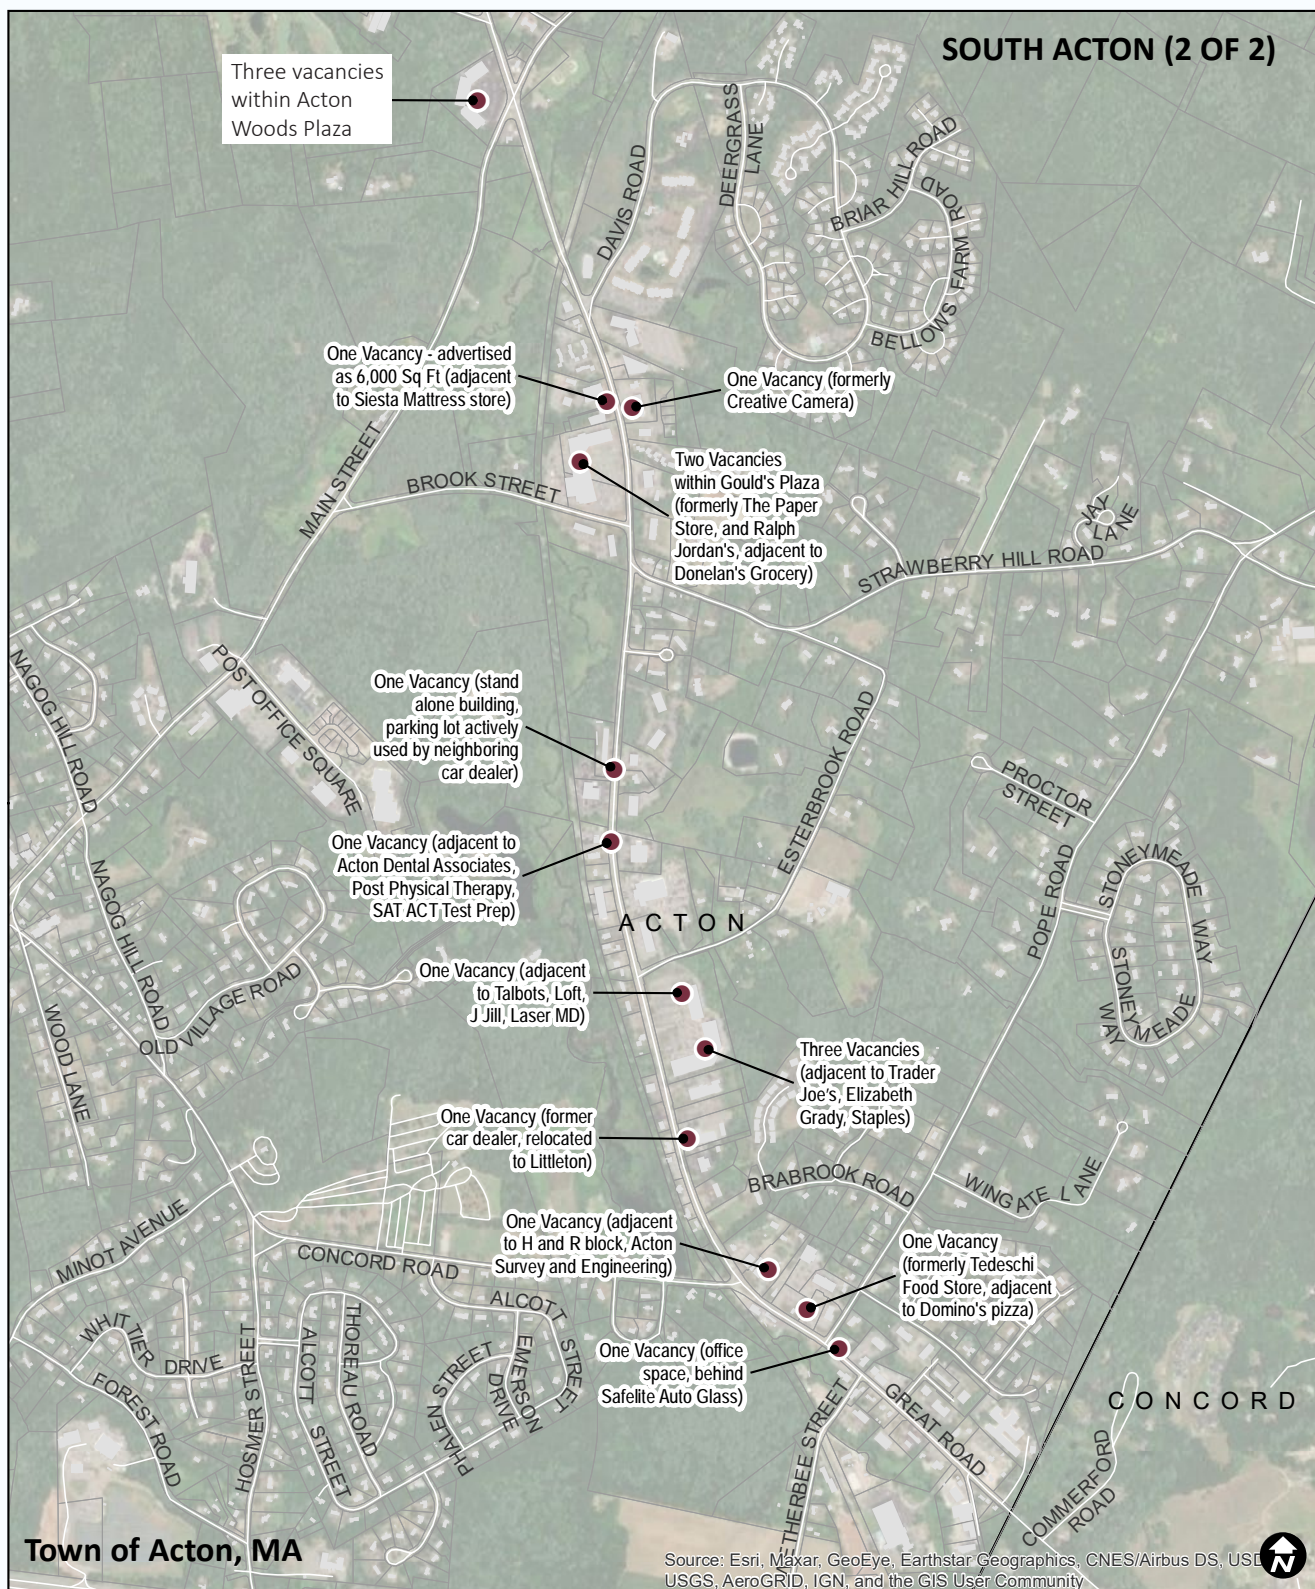 SOUTH ACTON (2 OF 2)
Three vacancies
within Acton
Woods Plaza
DAVIS ROAD
DEERGRASS
LANE
BRIAR HILL ROAD
BELLOWS FARM ROAD
One Vacancy - advertised
as 6,000 Sq Ft (adjacent
to Siesta Mattress store)
One Vacancy (formerly
Creative Camera)
MAIN STREET
BROOK STREET
Two Vacancies
within Gould's Plaza
(formerly The Paper
Store, and Ralph
Jordan's, adjacent to
Donelan's Grocery)
JAY
LANE
STRAWBERRY HILL ROAD
NAGOG HILL ROAD
POST OFFICE SQUARE
One Vacancy (stand
alone building,
parking lot actively
used by neighboring
car dealer)
ESTERBROOK ROAD
PROCTOR
STREET
One Vacancy (adjacent to
Acton Dental Associates,
Post Physical Therapy,
SAT ACT Test Prep)
STONEYMEADE WAY
POPE ROAD
NAGOG HILL ROAD
ACTON
STONEYMEADE
WAY
One Vacancy (adjacent
to Talbots, Loft,
J Jill, Laser MD)
OLD VILLAGE ROAD
WOOD LANE
Three Vacancies
(adjacent to Trader
Joe's, Elizabeth
Grady, Staples)
One Vacancy (former
car dealer, relocated
to Littleton)
BRABROOK ROAD
WINGATE LANE
MINOT AVENUE
One Vacancy (adjacent
to H and R block, Acton
Survey and Engineering)
CONCORD ROAD
One Vacancy
(formerly Tedeschi
Food Store, adjacent
to Domino's pizza)
ALCOTT STREET
WHITTIER DRIVE
HOSMER STREET
ALCOTT STREET
THOREAU ROAD
PHALEN STREET
EMERSON
DRIVE
FOREST ROAD
One Vacancy (office
space, behind
Safelite Auto Glass)
GREAT ROAD
CONCORD
ETHERBEE STREET
COMMERFORD
ROAD
Town of Acton, MA
Source: Esri, Maxar, GeoEye, Earthstar Geographics, CNES/Airbus DS, USD
USGS, AeroGRID, IGN, and the GIS User Community
N